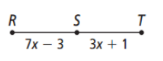 R S T
7x − 3 3x + 1